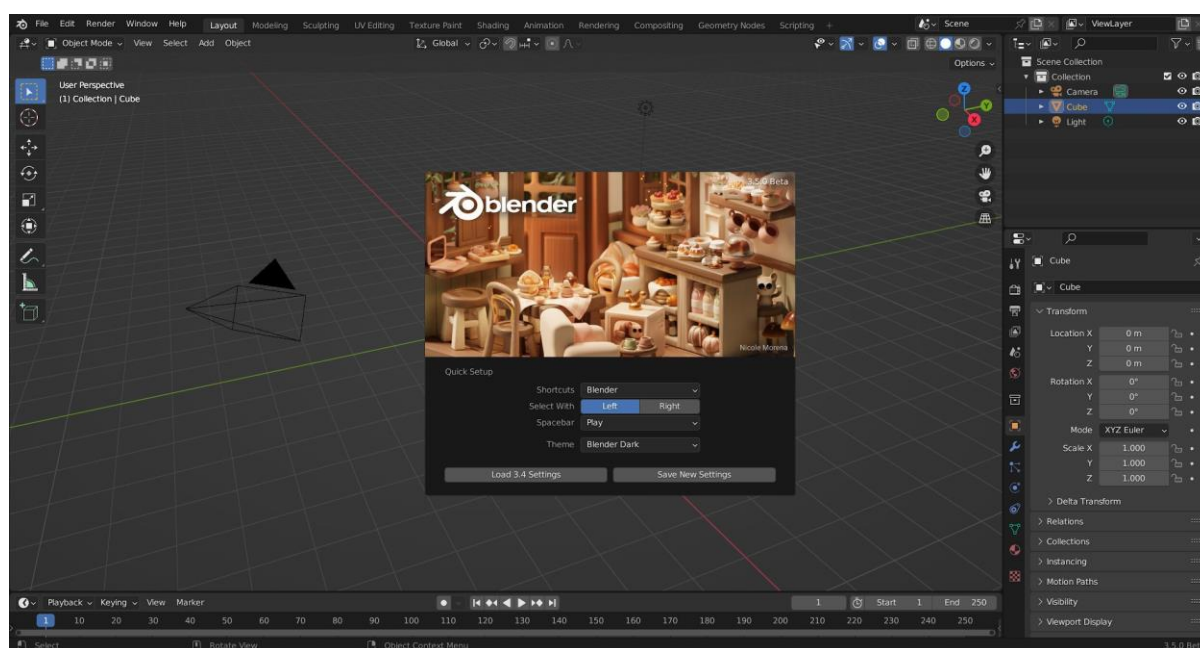 File Edit Render Window Help Layout Modeling Sculpting UV Editing Texture Paint Shading Animation Rendering Compositing Geometry Nodes Scripting + Scene ViewLayer
Object Mode View Select Add Object Global
Options
User Perspective
(1) Collection | Cube
Scene Collection
Collection
Camera
Cube
Light
Z
Y
X
blender
3.5.0 Beta
Nicole Morena
Quick Setup
Shortcuts Blender
Select With Left Right
Spacebar Play
Theme Blender Dark
Load 3.4 Settings Save New Settings
Cube
Cube
Transform
Location X 0 m
Y 0 m
Z 0 m
Rotation X 0°
Y 0°
Z 0°
Mode XYZ Euler
Scale X 1.000
Y 1.000
Z 1.000
Delta Transform
Relations
Collections
Instancing
Motion Paths
Visibility
Viewport Display
Playback Keying View Marker 1 Start 1 End 250
1 10 20 30 40 50 60 70 80 90 100 110 120 130 140 150 160 170 180 190 200 210 220 230 240 250
Select Rotate View Object Context Menu 3.5.0 Bet